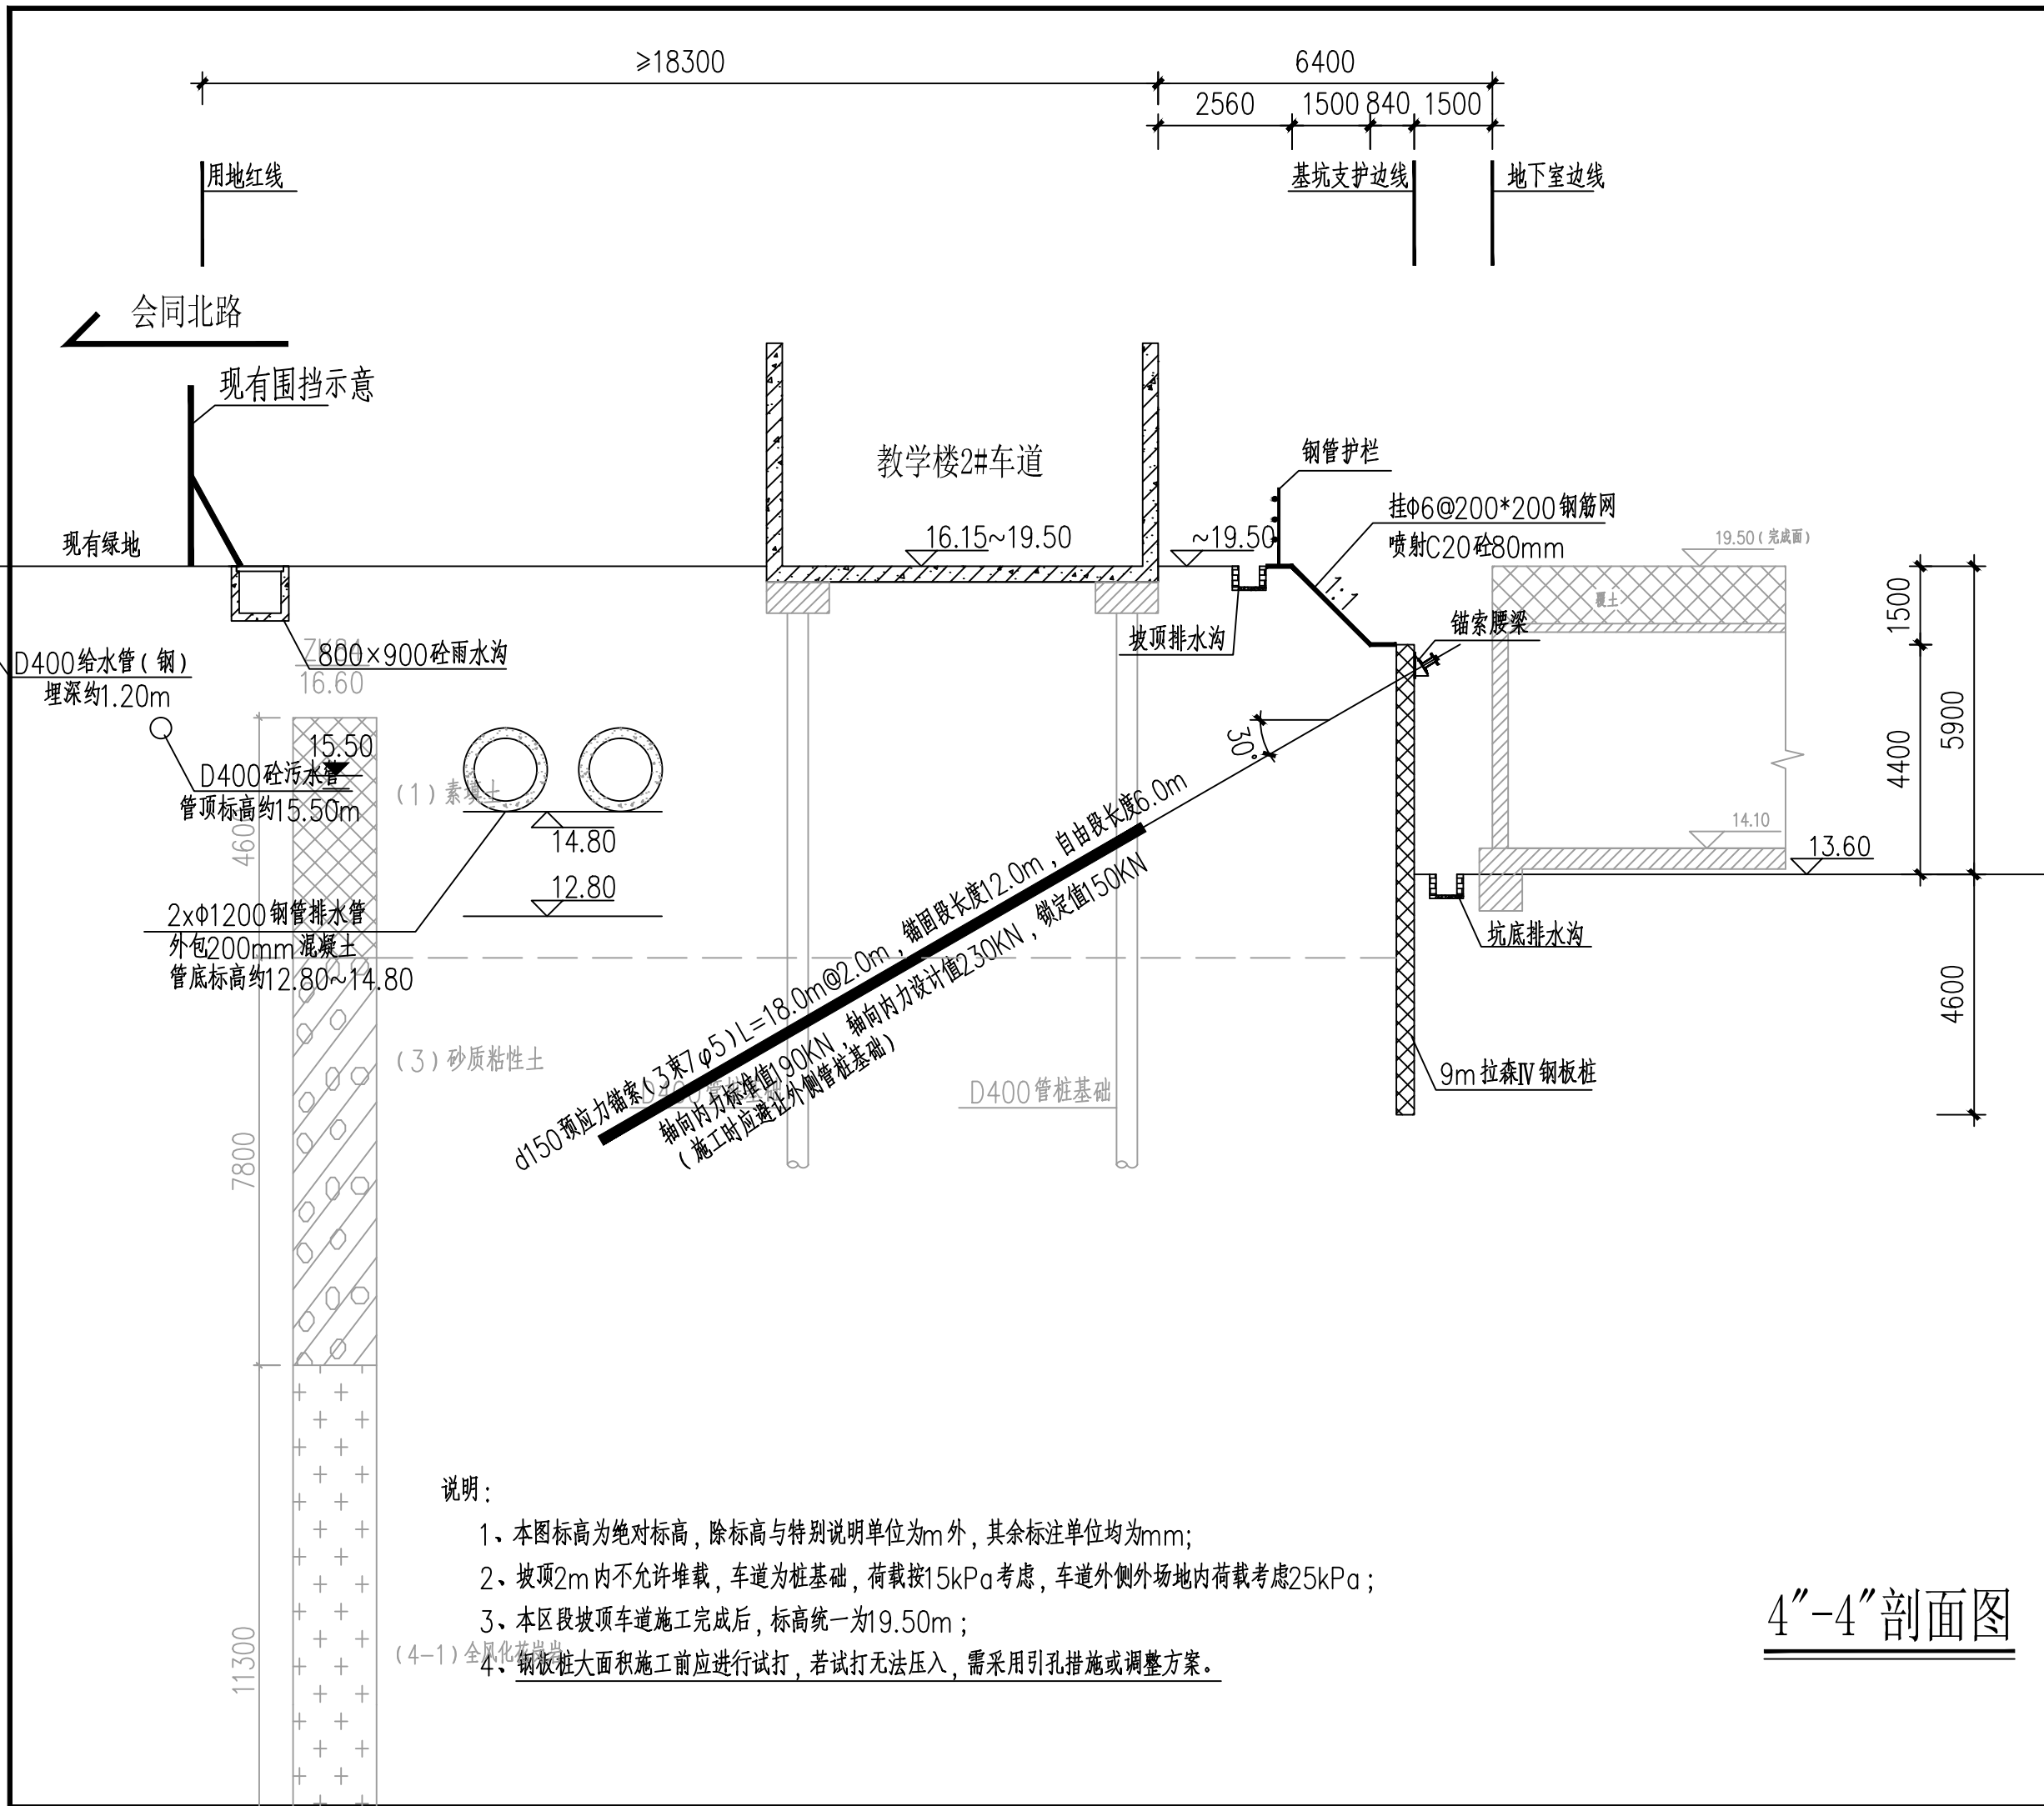 ≥18300
6400
2560
1500
840
1500
用地红线
基坑支护边线
地下室边线
会同北路
现有围挡示意
教学楼2#车道
钢管护栏
挂Φ6@200*200钢筋网
喷射C20砼80mm
现有绿地
16.15~19.50
~19.50
19.50(完成面)
1:1
覆土
1500
锚索腰梁
坡顶排水沟
800×900砼雨水沟
ZK84
16.60
D400给水管(钢)
埋深约1.20m
30°
4400
5900
15.50
D400砼污水管
管顶标高约15.50m
(1)素填土
4600
14.80
14.10
13.60
12.80
2xΦ1200钢管排水管
外包200mm混凝土
管底标高约12.80~14.80
坑底排水沟
4600
d150预应力锚索(3束7φ5)L=18.0m@2.0m,锚固段长度12.0m,自由段长度6.0m
轴向内力标准值190KN,轴向内力设计值230KN,锁定值150KN
(施工时应避让外侧管桩基础)
(3)砂质粘性土
D400管桩基础
D400管桩基础
9m拉森Ⅳ钢板桩
7800
说明:
1、本图标高为绝对标高,除标高与特别说明单位为m外,其余标注单位均为mm;
2、坡顶2m内不允许堆载,车道为桩基础,荷载按15kPa考虑,车道外侧外场地内荷载考虑25kPa;
3、本区段坡顶车道施工完成后,标高统一为19.50m;
(4-1)全风化花岗岩
4、钢板桩大面积施工前应进行试打,若试打无法压入,需采用引孔措施或调整方案。
11300
4″-4″剖面图